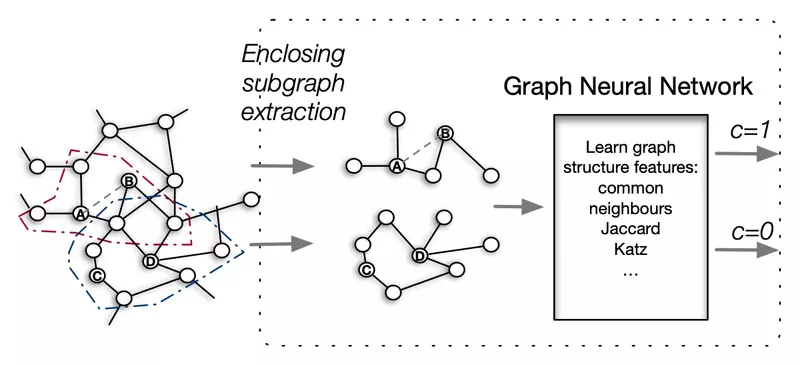 Enclosing
subgraph
extraction
Graph Neural Network
A
B
C
D
A
B
C
D
Learn graph
structure features:
common
neighbours
Jaccard
Katz
...
c=1
c=0